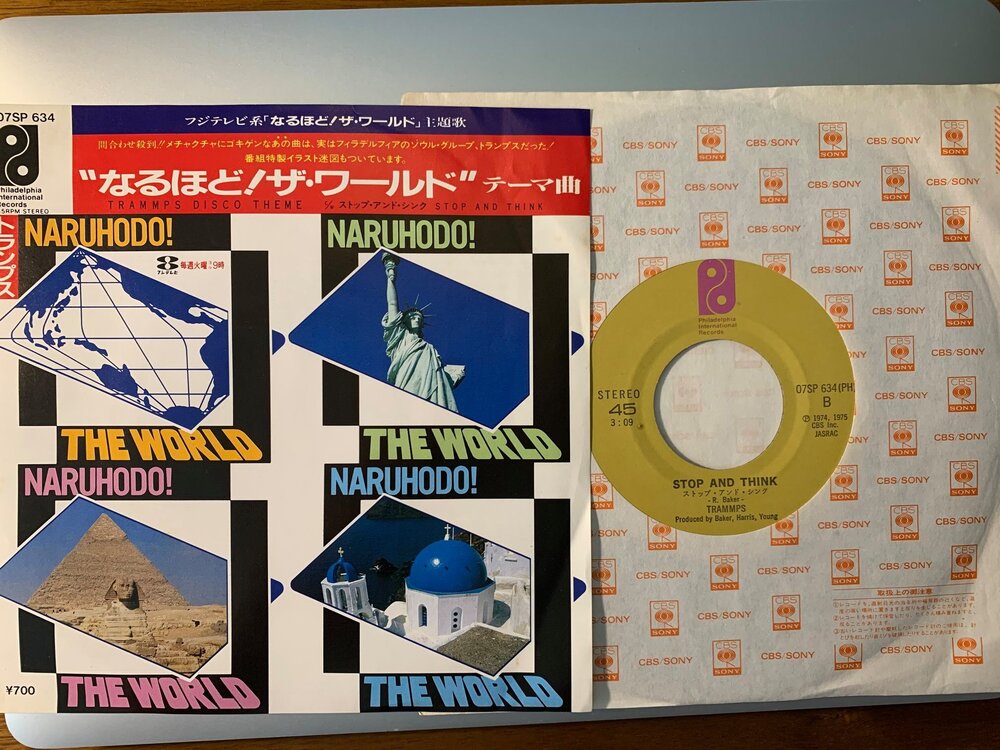 07SP 634
Philadelphia
International
Records
45RPM STEREO
フジテレビ系「なるほど!ザ・ワールド」主題歌
問合わせ殺到!!メチャクチャにゴキゲンなあの曲は、実はフィラデルフィアのソウル・グループ、トランプスだった!
番組特製イラスト迷図もついています。
"なるほど!ザ・ワールド"テーマ曲
TRAMMPS DISCO THEME c/w ストップ・アンド・シンク STOP AND THINK
トランプス
NARUHODO!
8 フジテレビ 毎週火曜/9時
THE WORLD
NARUHODO!
THE WORLD
NARUHODO!
THE WORLD
NARUHODO!
THE WORLD
¥700
Philadelphia
International
Records
STEREO
45
3:09
07SP 634 (PH
B
℗ 1974, 1975
CBS Inc.
JASRAC
STOP AND THINK
ストップ・アンド・シンク
- R. Baker -
TRAMMPS
Produced by Baker, Harris, Young
CBS/SONY
CBS
SONY
取扱上の御注意